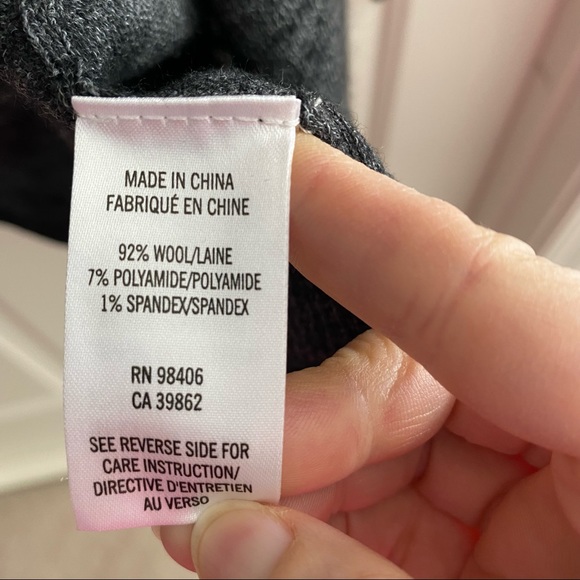 MADE IN CHINA
FABRIQUÉ EN CHINE
92% WOOL/LAINE
7% POLYAMIDE/POLYAMIDE
1% SPANDEX/SPANDEX
RN 98406
CA 39862
SEE REVERSE SIDE FOR
CARE INSTRUCTION/
DIRECTIVE D'ENTRETIEN
AU VERSO